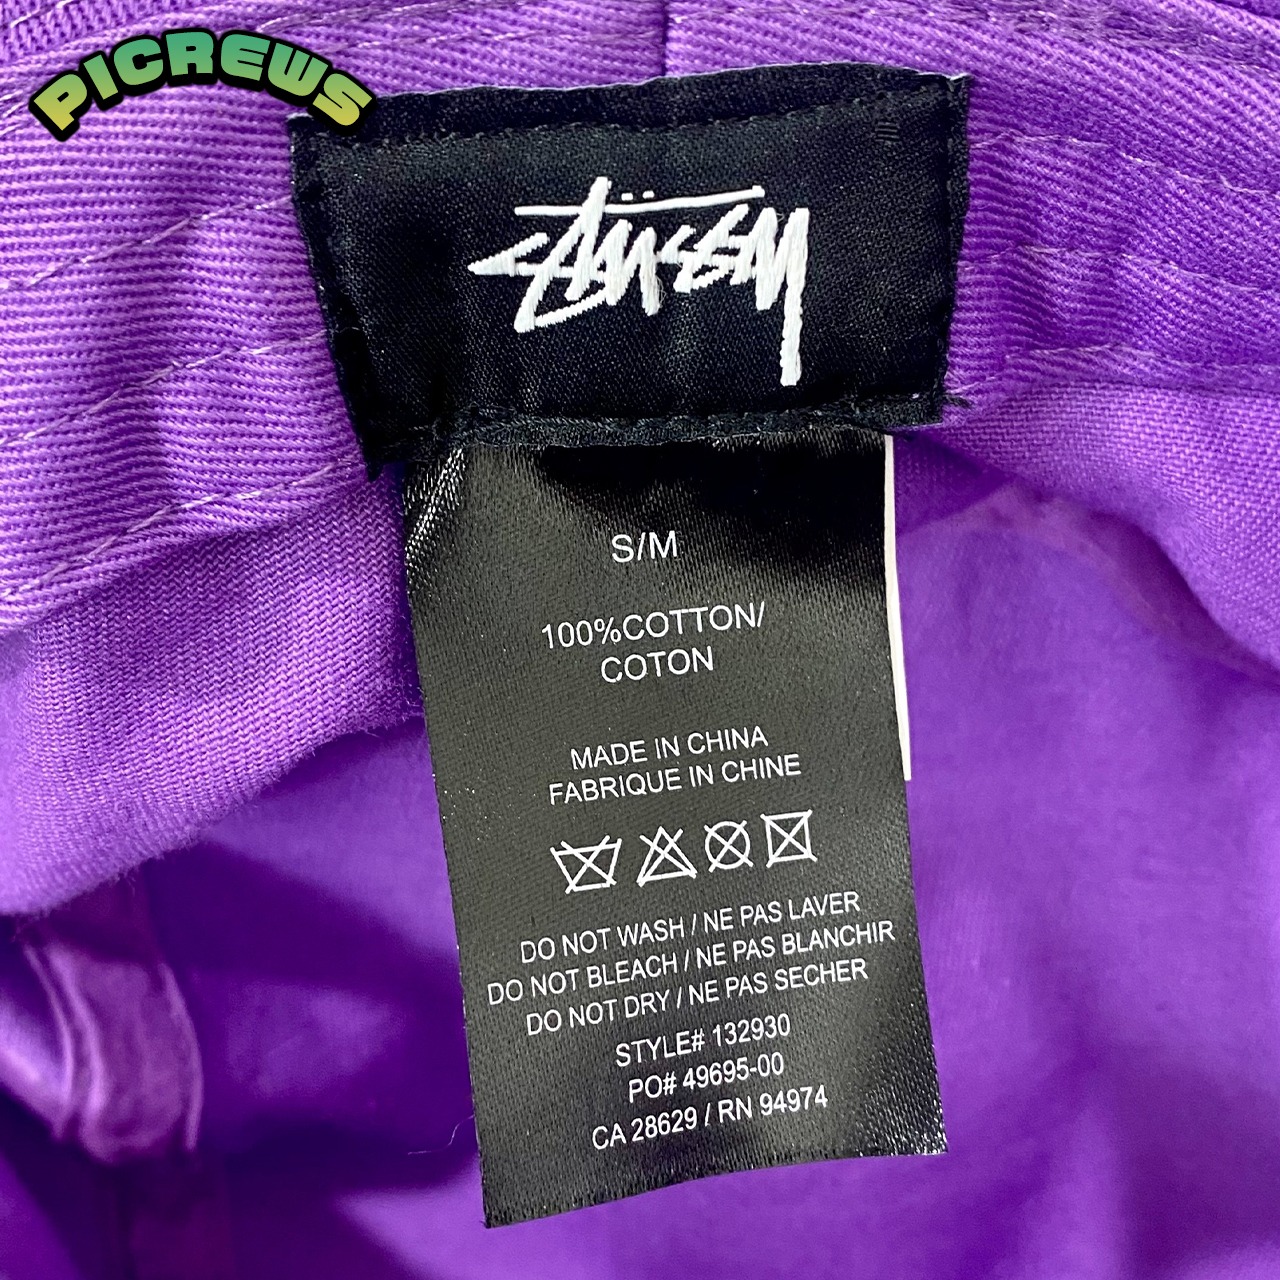 PICREWS
STÜSSY
S/M
100%COTTON/
COTON
MADE IN CHINA
FABRIQUE IN CHINE
DO NOT WASH / NE PAS LAVER
DO NOT BLEACH / NE PAS BLANCHIR
DO NOT DRY / NE PAS SECHER
STYLE# 132930
PO# 49695-00
CA 28629 / RN 94974